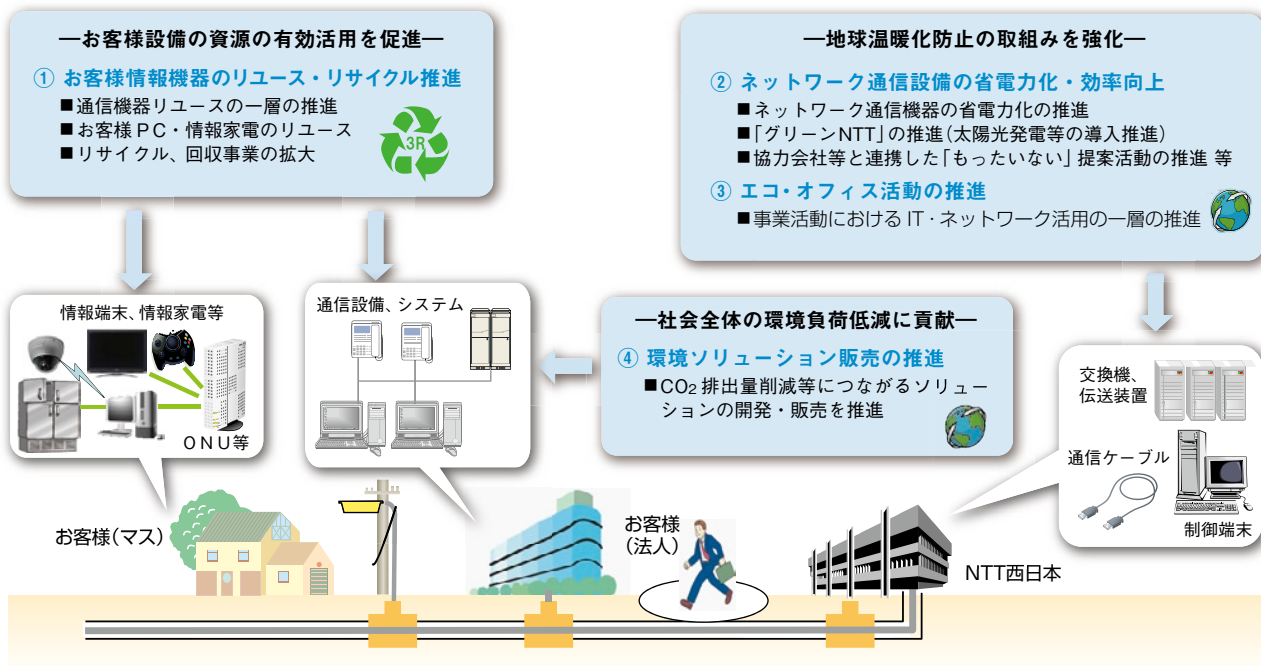 ―お客様設備の資源の有効活用を促進―
① お客様情報機器のリユース・リサイクル推進
■通信機器リユースの一層の推進
■お客様PC・情報家電のリユース
■リサイクル、回収事業の拡大
3R
―地球温暖化防止の取組みを強化―
② ネットワーク通信設備の省電力化・効率向上
■ネットワーク通信機器の省電力化の推進
■「グリーンNTT」の推進(太陽光発電等の導入推進)
■協力会社等と連携した「もったいない」提案活動の推進 等
③ エコ・オフィス活動の推進
■事業活動におけるIT・ネットワーク活用の一層の推進
情報端末、情報家電等
ONU等
通信設備、システム
―社会全体の環境負荷低減に貢献―
④ 環境ソリューション販売の推進
■CO₂排出量削減等につながるソリュー
ションの開発・販売を推進
交換機、
伝送装置
通信ケーブル
制御端末
お客様(マス)
お客様
(法人)
NTT西日本